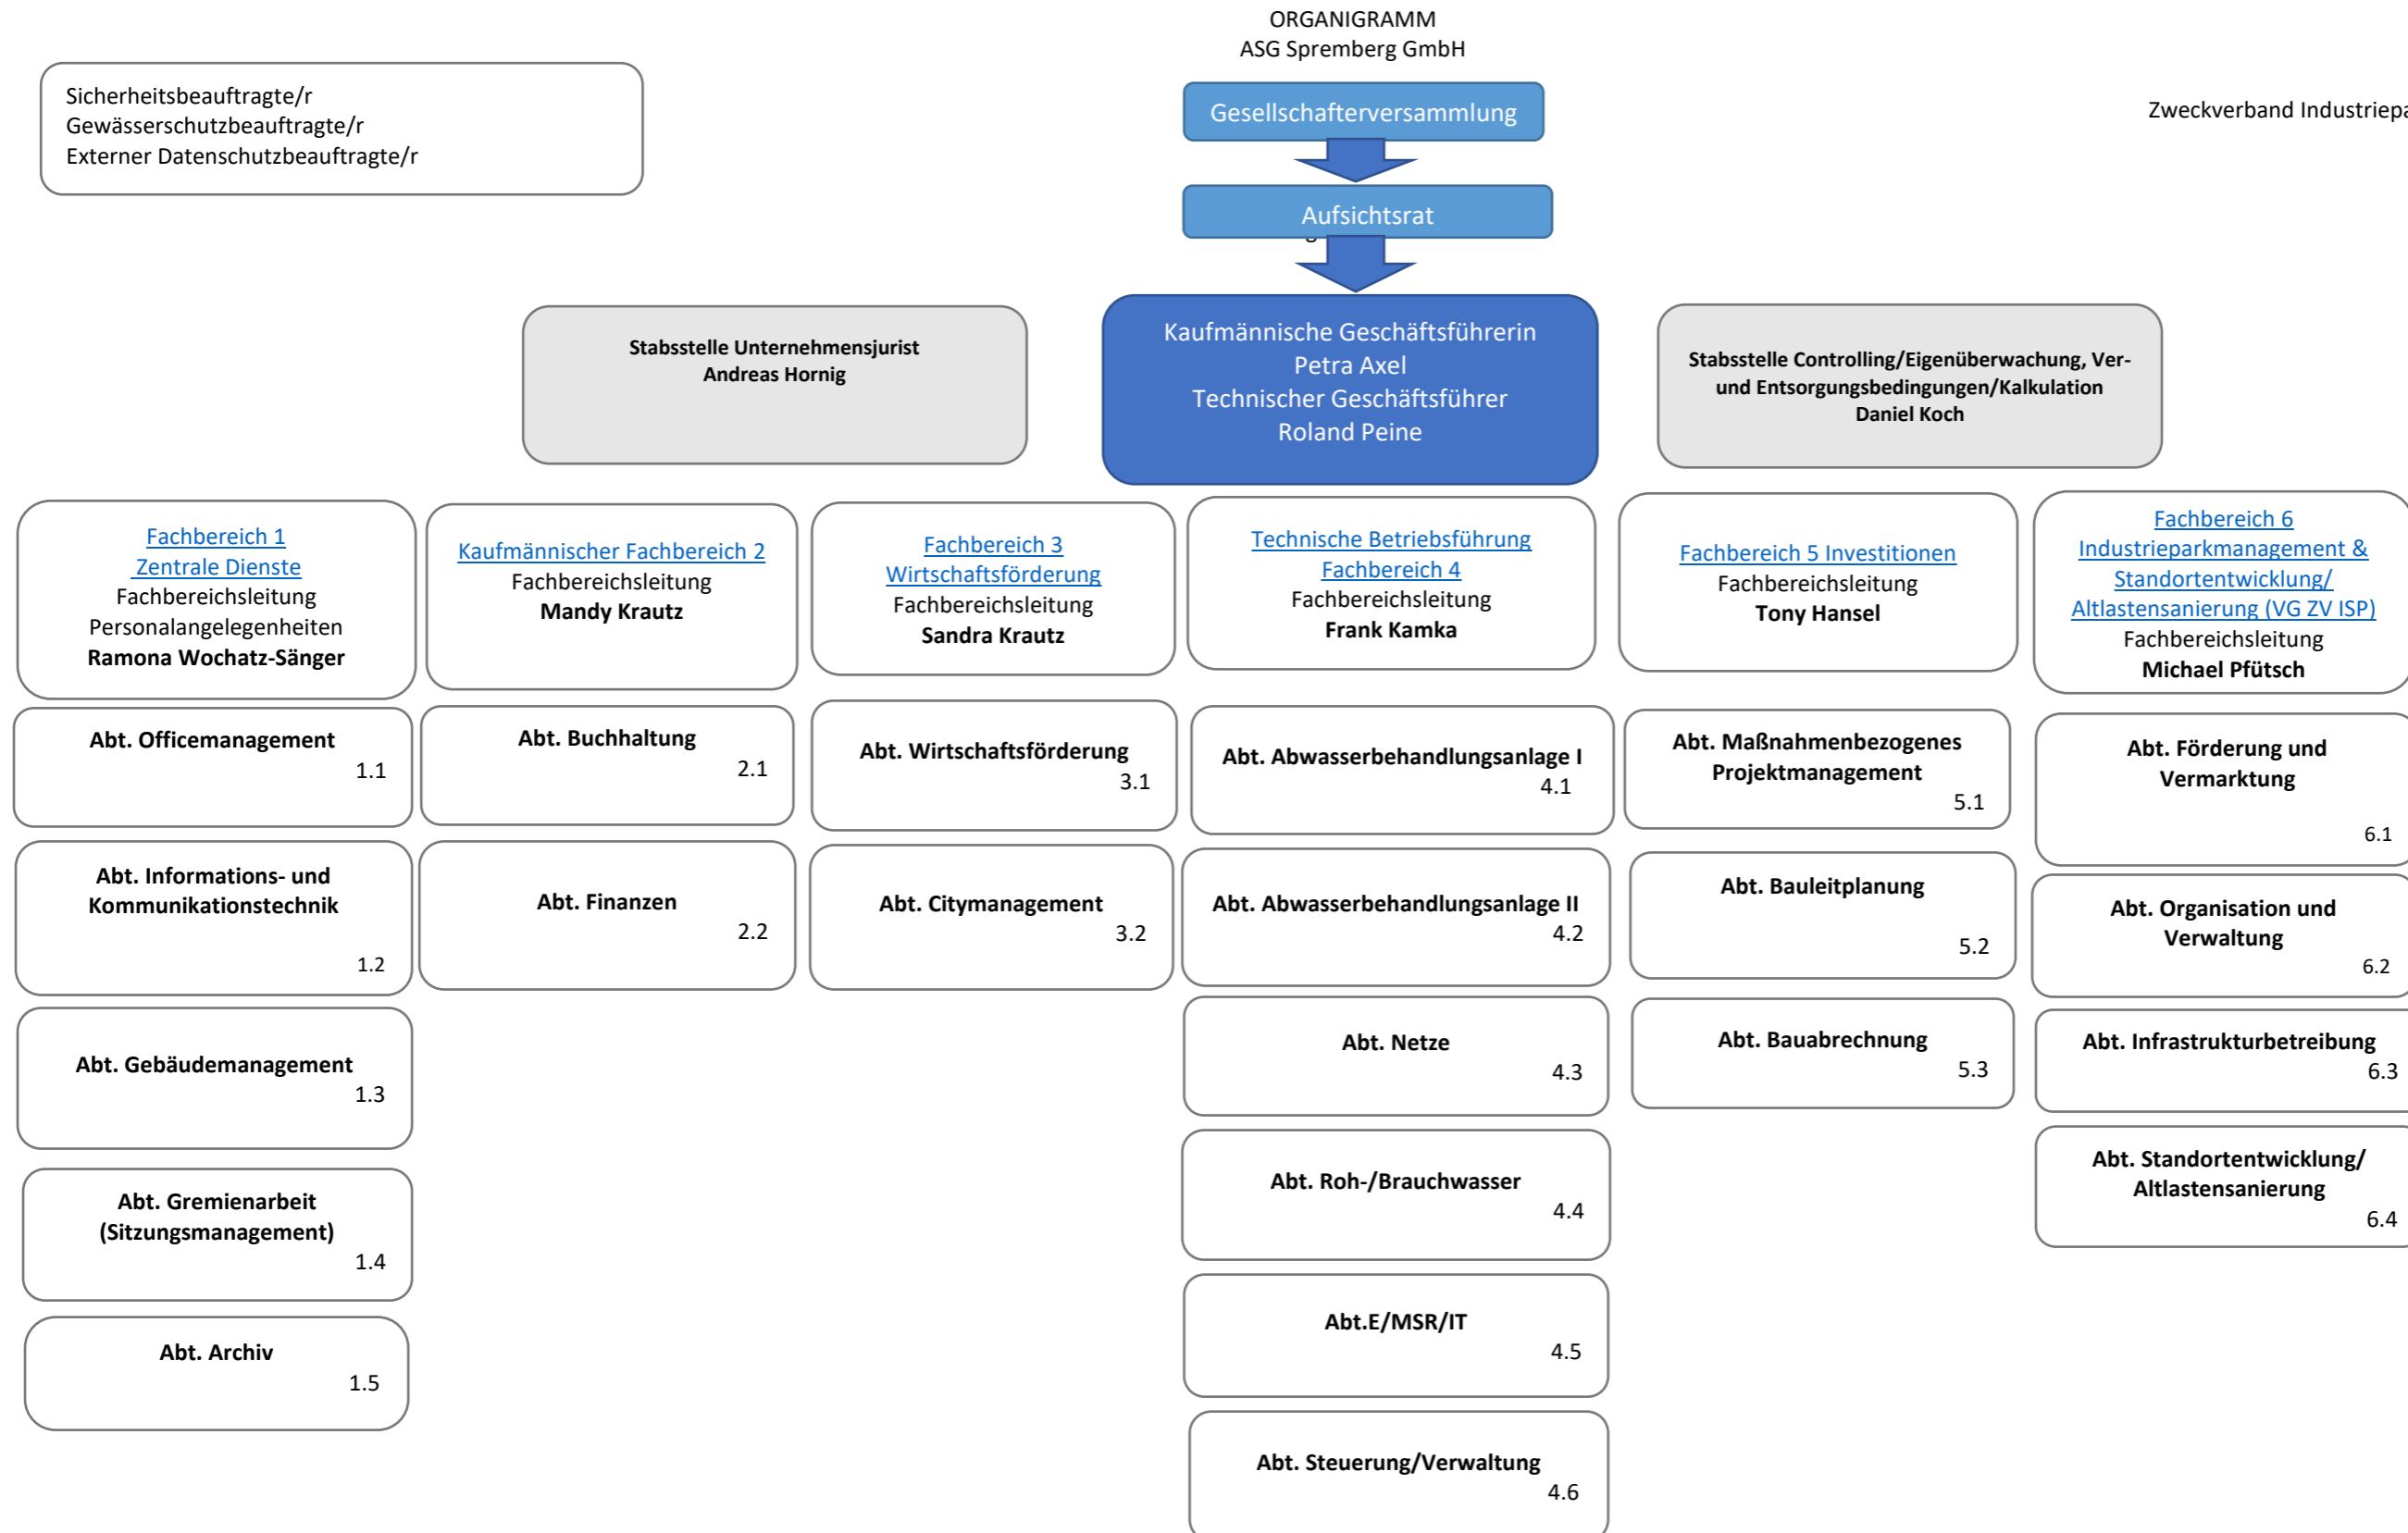 ORGANIGRAMM
ASG Spremberg GmbH
Sicherheitsbeauftragte/r
Gewässerschutzbeauftragte/r
Externer Datenschutzbeauftragte/r
Gesellschafterversammlung
Zweckverband Industriepa
Aufsichtsrat
Stabsstelle Unternehmensjurist
Andreas Hornig
Kaufmännische Geschäftsführerin
Petra Axel
Technischer Geschäftsführer
Roland Peine
Stabsstelle Controlling/Eigenüberwachung, Ver-
und Entsorgungsbedingungen/Kalkulation
Daniel Koch
Fachbereich 1
Zentrale Dienste
Fachbereichsleitung
Personalangelegenheiten
Ramona Wochatz-Sänger
Kaufmännischer Fachbereich 2
Fachbereichsleitung
Mandy Krautz
Fachbereich 3
Wirtschaftsförderung
Fachbereichsleitung
Sandra Krautz
Technische Betriebsführung
Fachbereich 4
Fachbereichsleitung
Frank Kamka
Fachbereich 5 Investitionen
Fachbereichsleitung
Tony Hansel
Fachbereich 6
Industrieparkmanagement &
Standortentwicklung/
Altlastensanierung (VG ZV ISP)
Fachbereichsleitung
Michael Pfütsch
Abt. Officemanagement
1.1
Abt. Informations- und
Kommunikationstechnik
1.2
Abt. Gebäudemanagement
1.3
Abt. Gremienarbeit
(Sitzungsmanagement)
1.4
Abt. Archiv
1.5
Abt. Buchhaltung
2.1
Abt. Finanzen
2.2
Abt. Wirtschaftsförderung
3.1
Abt. Citymanagement
3.2
Abt. Abwasserbehandlungsanlage I
4.1
Abt. Abwasserbehandlungsanlage II
4.2
Abt. Netze
4.3
Abt. Roh-/Brauchwasser
4.4
Abt.E/MSR/IT
4.5
Abt. Steuerung/Verwaltung
4.6
Abt. Maßnahmenbezogenes
Projektmanagement
5.1
Abt. Bauleitplanung
5.2
Abt. Bauabrechnung
5.3
Abt. Förderung und
Vermarktung
6.1
Abt. Organisation und
Verwaltung
6.2
Abt. Infrastrukturbetreibung
6.3
Abt. Standortentwicklung/
Altlastensanierung
6.4